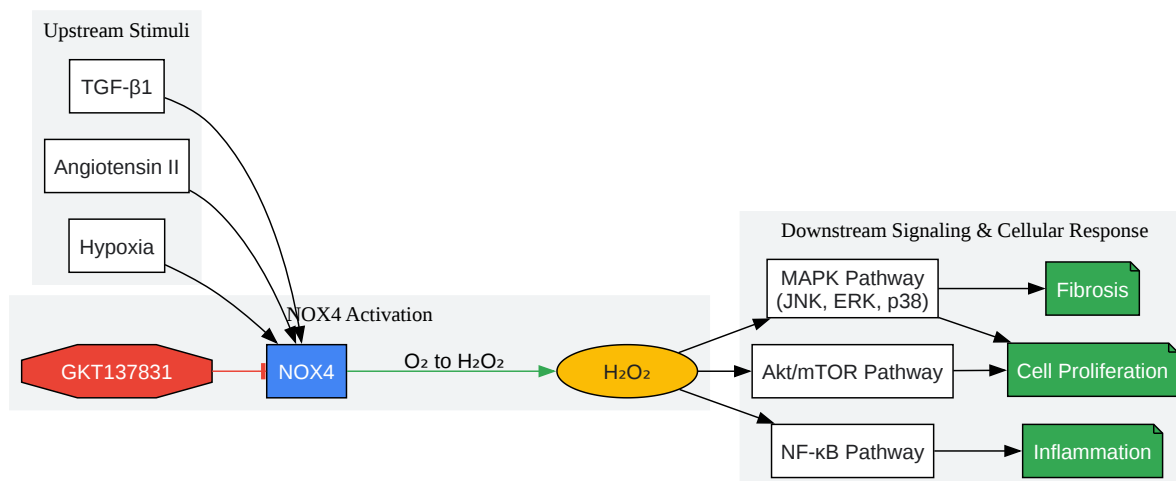 Upstream Stimuli
TGF-β1
Angiotensin II
Hypoxia
NOX4 Activation
GKT137831
NOX4
O₂ to H₂O₂
H₂O₂
Downstream Signaling & Cellular Response
MAPK Pathway
(JNK, ERK, p38)
Fibrosis
Akt/mTOR Pathway
Cell Proliferation
NF-κB Pathway
Inflammation